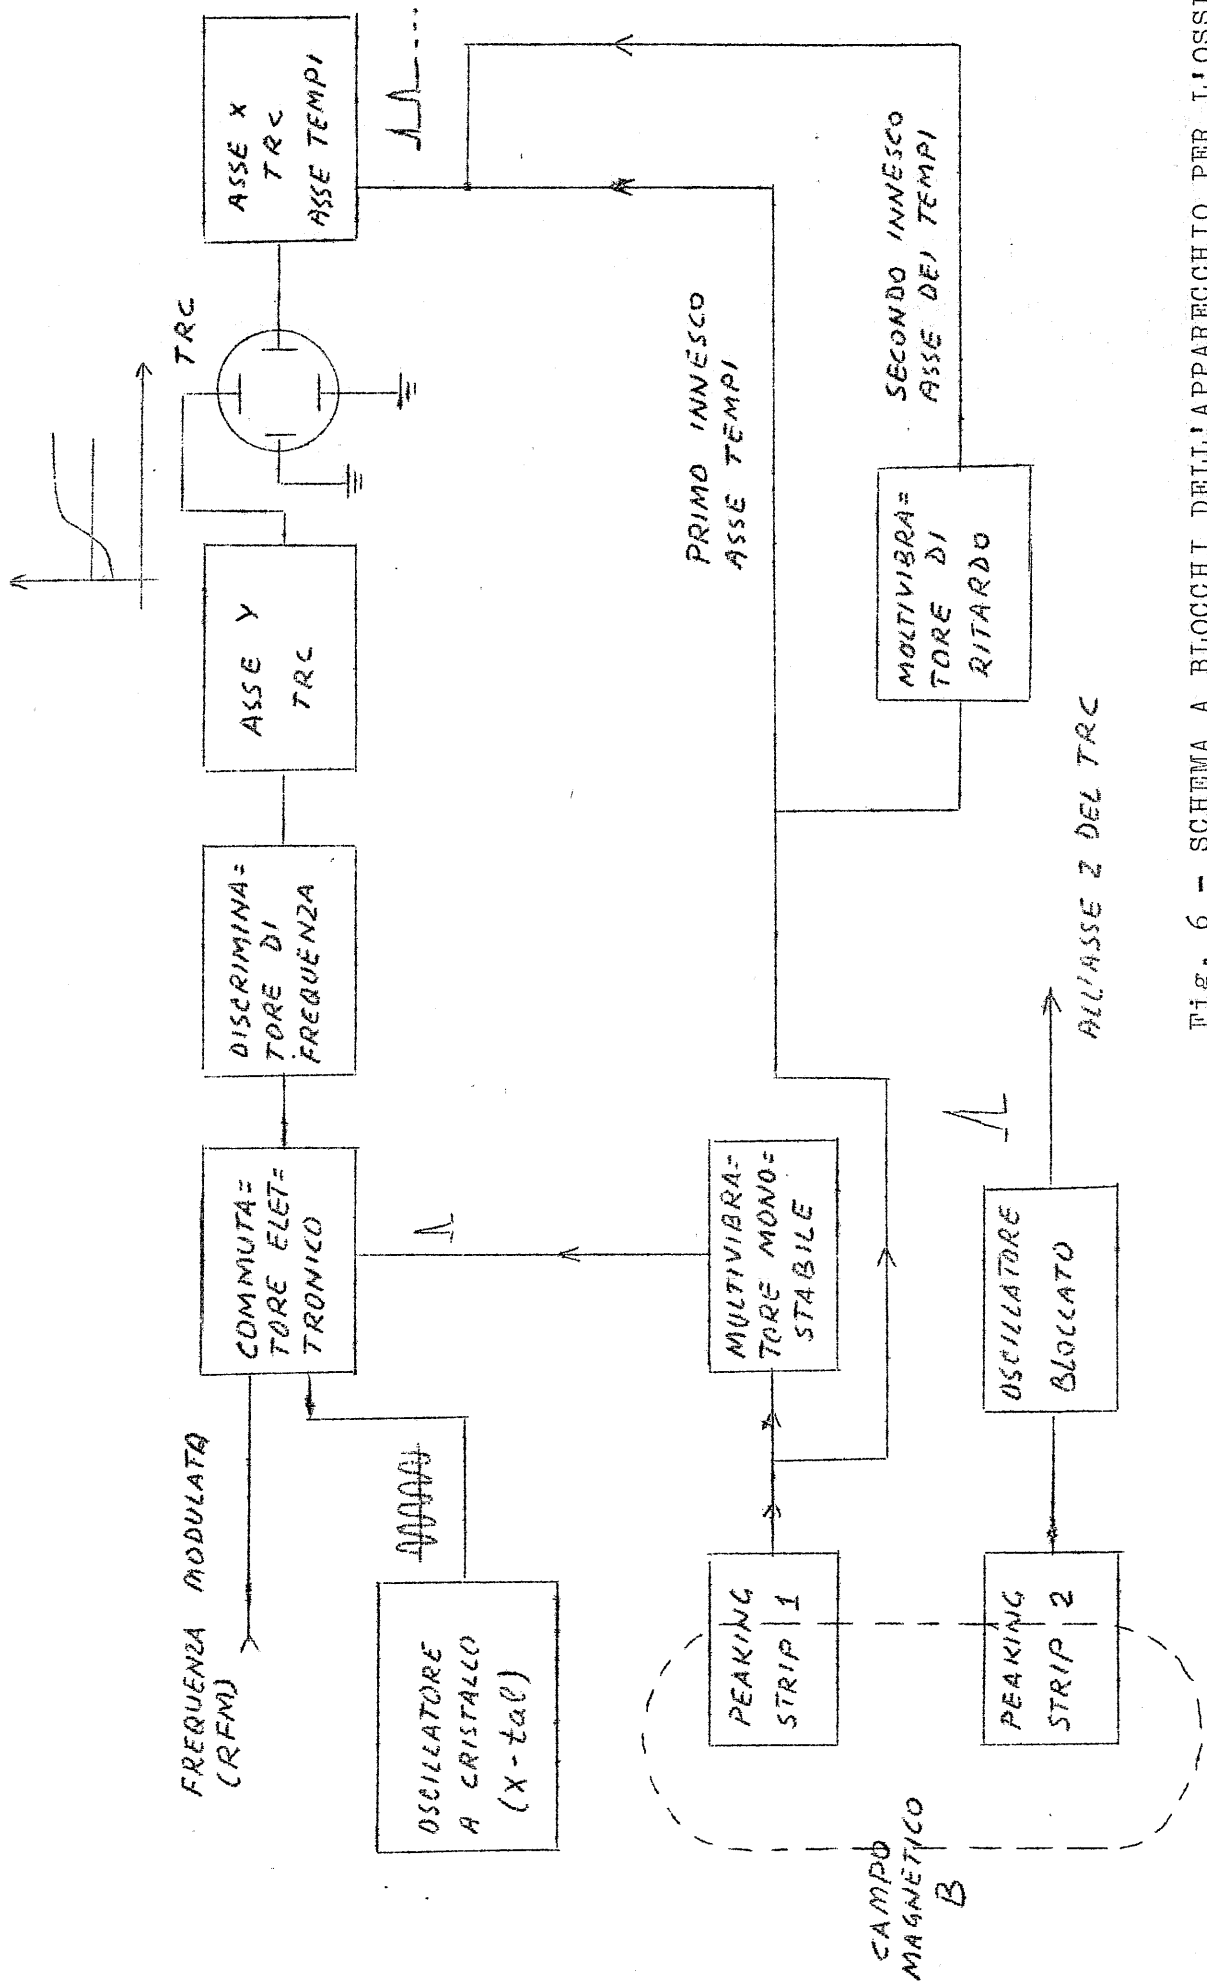 FREQUENZA MODULATA
(RFM)
OSCILLATORE
A CRISTALLO
(X-tal)
COMMUTA=
TORE ELET=
TRONICO
DISCRIMINA=
TORE DI
FREQUENZA
ASSE Y
TRC
TRC
ASSE X
TRC
ASSE TEMPI
CAMPO
MAGNETICO
B
PEAKING
STRIP 1
MULTIVIBRA=
TORE MONO=
STABILE
PRIMO INNESCO
ASSE TEMPI
PEAKING
STRIP 2
OSCILLATORE
BLOCCATO
ALL'ASSE Z DEL TRC
MOLTIVIBRA=
TORE DI
RITARDO
SECONDO INNESCO
ASSE DEI TEMPI
Fig. 6 - SCHEMA A BLOCCHI DELL'APPARECCHIO PER L'OSS